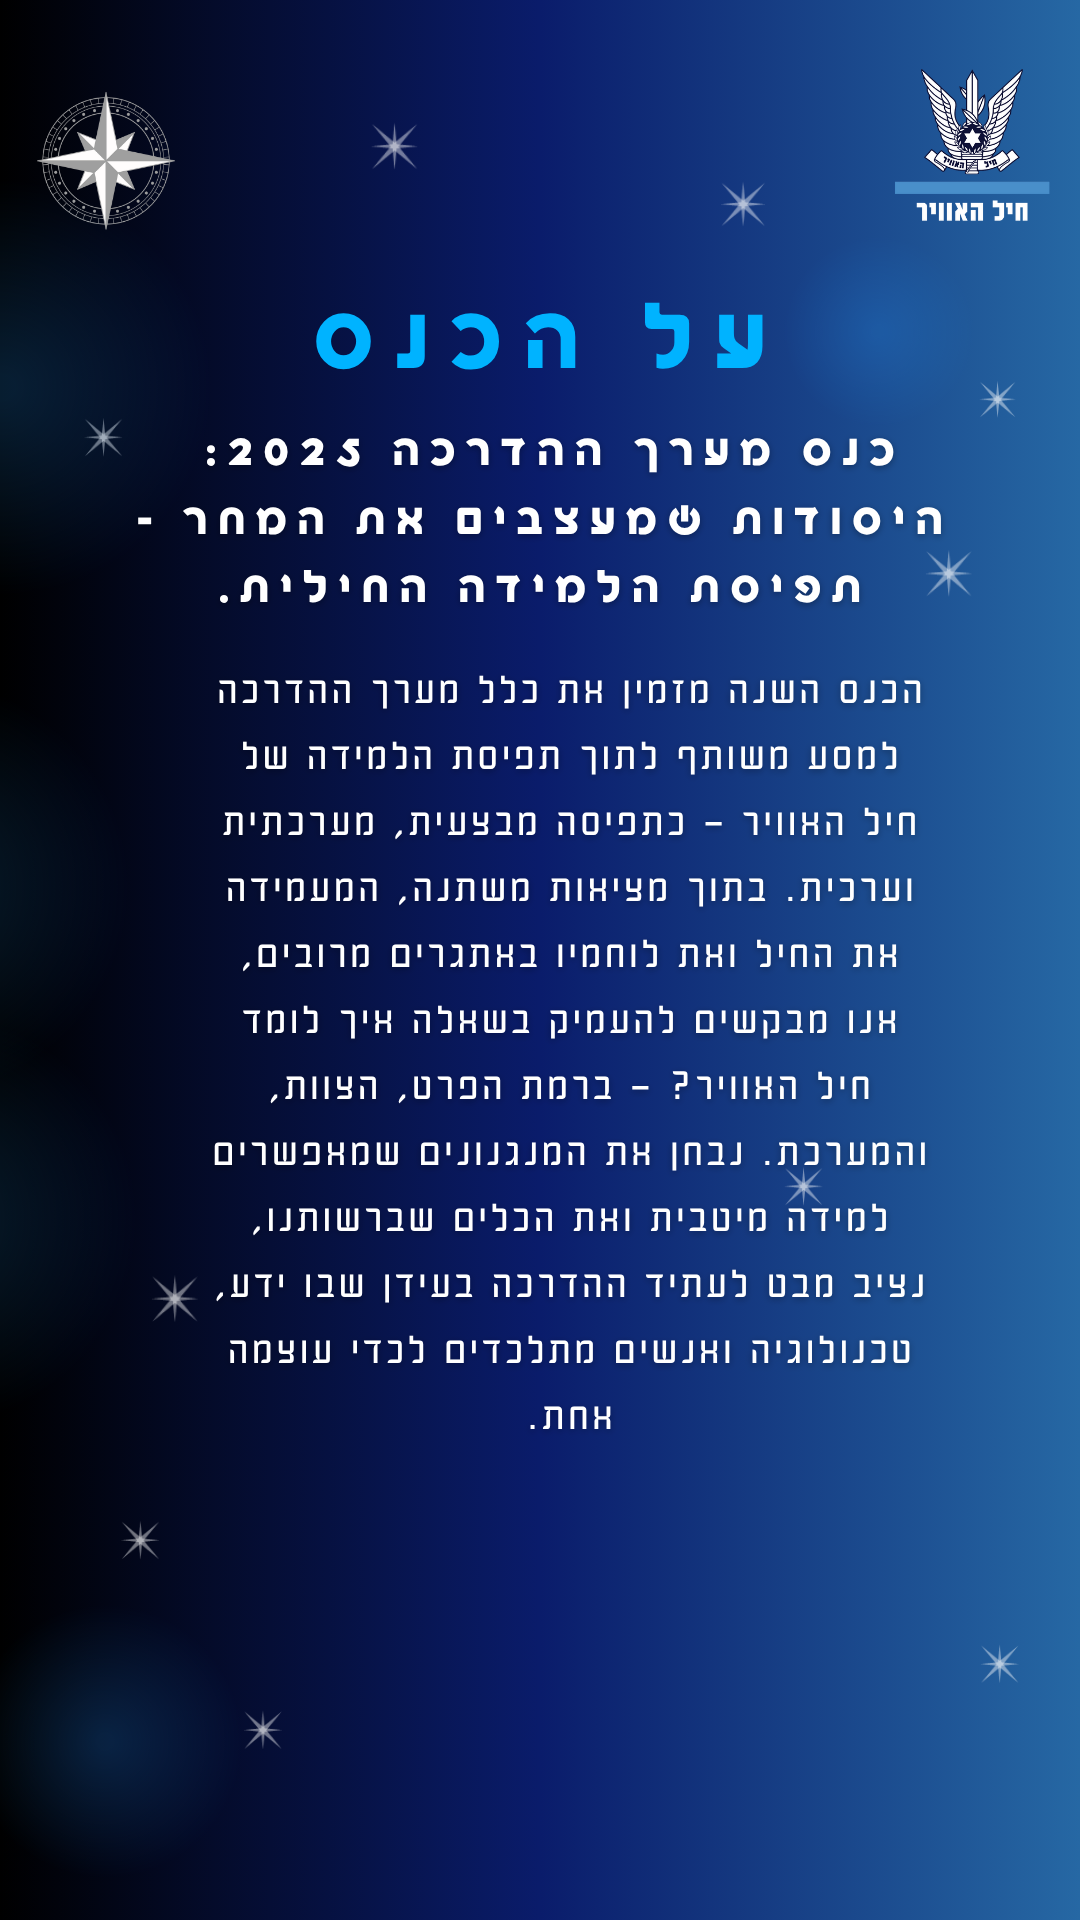 חיל האוויר
חיל האוויר
על הכנס
כנס מערך ההדרכה 2025:
היסודות שמעצבים את המחר -
תפיסת הלמידה החילית.
הכנס השנה מזמין את כלל מערך ההדרכה
למסע משותף לתוך תפיסת הלמידה של
חיל האוויר – כתפיסה מבצעית, מערכתית
וערכית. בתוך מציאות משתנה, המעמידה
את החיל ואת לוחמיו באתגרים מרובים,
אנו מבקשים להעמיק בשאלה איך לומד
חיל האוויר? – ברמת הפרט, הצוות,
והמערכת. נבחן את המנגנונים שמאפשרים
למידה מיטבית ואת הכלים שברשותנו,
נציב מבט לעתיד ההדרכה בעידן שבו ידע,
טכנולוגיה ואנשים מתלכדים לכדי עוצמה
אחת.